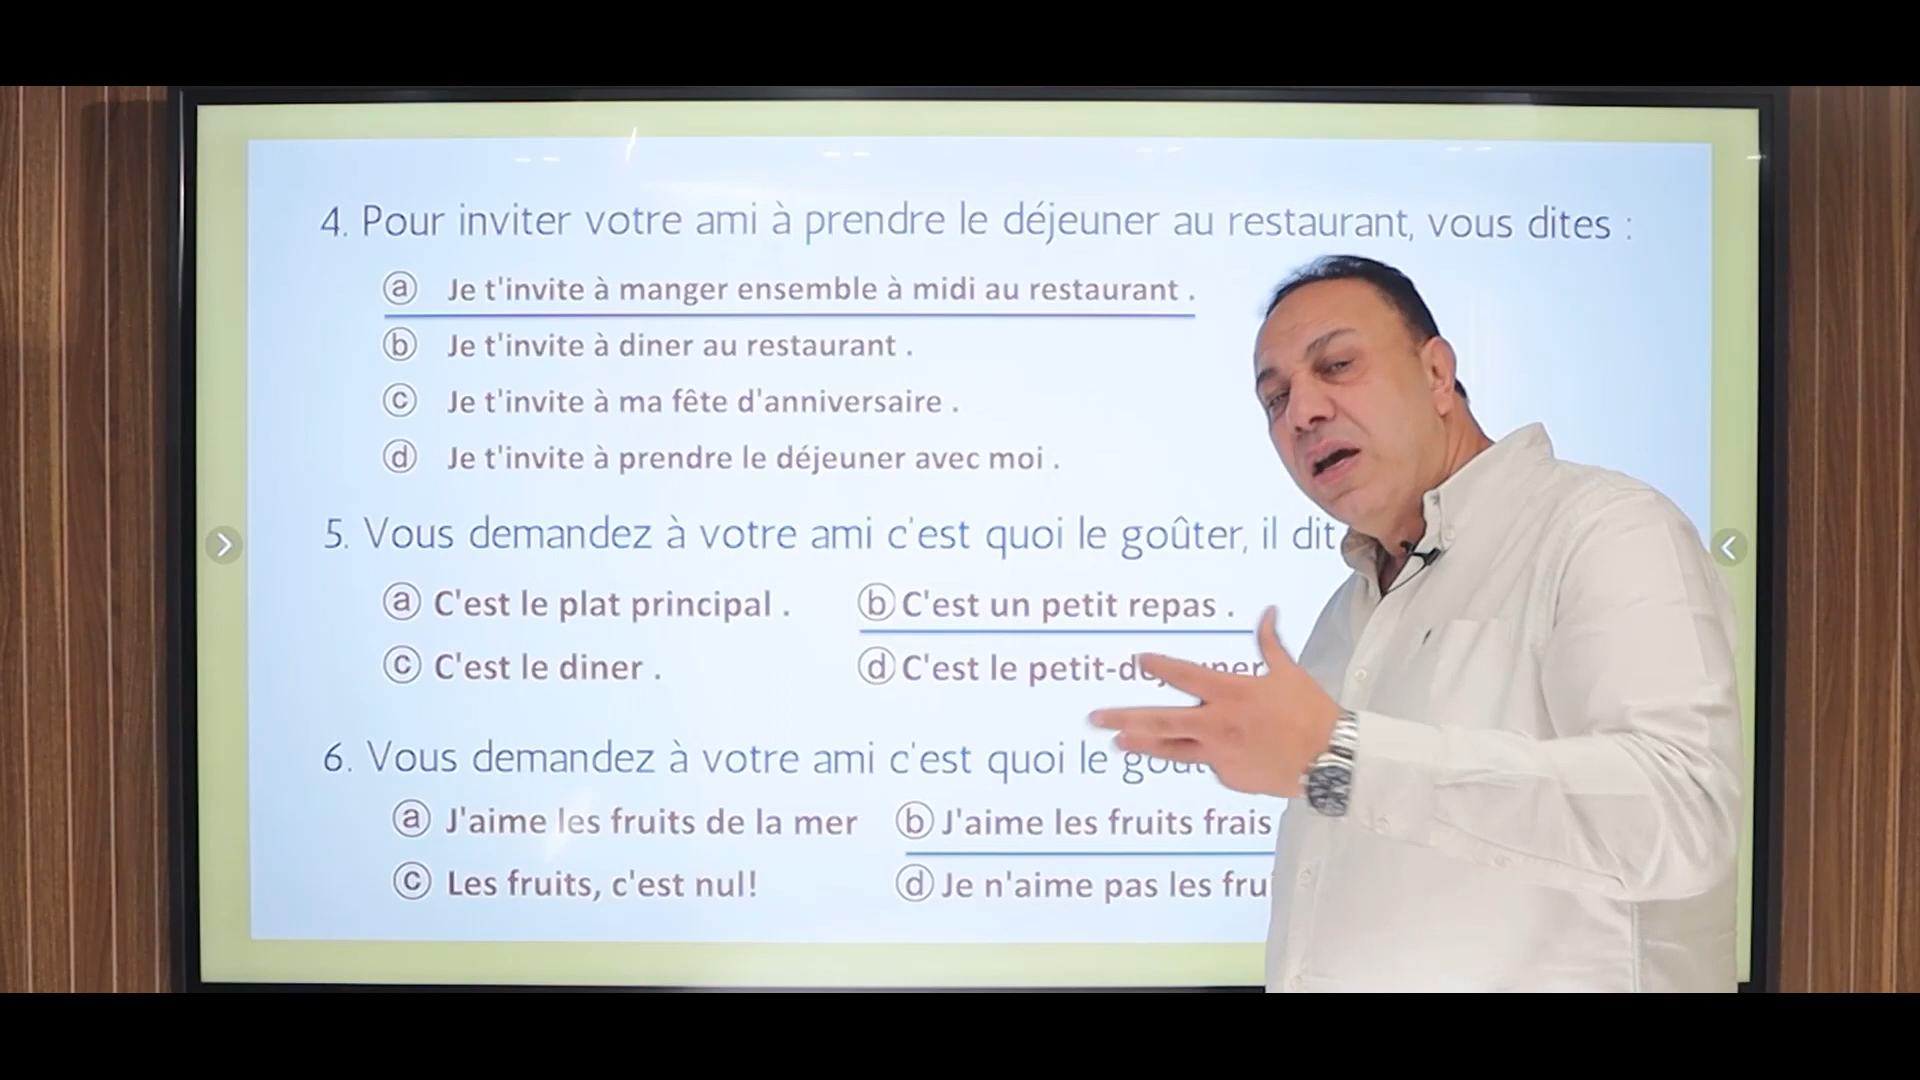 4. Pour inviter votre ami à prendre le déjeuner au restaurant, vous dites :
ⓐ Je t'invite à manger ensemble à midi au restaurant .
ⓑ Je t'invite à diner au restaurant .
ⓒ Je t'invite à ma fête d'anniversaire .
ⓓ Je t'invite à prendre le déjeuner avec moi .
5. Vous demandez à votre ami c'est quoi le goûter, il dit
ⓐ C'est le plat principal . ⓑ C'est un petit repas .
ⓒ C'est le diner . ⓓ C'est le
6. Vous demandez à votre ami c'est quoi le
ⓐ J'aime les fruits de la mer ⓑ J'aime les fruits frais
ⓒ Les fruits, c'est nul! ⓓ Je n'aime pas les